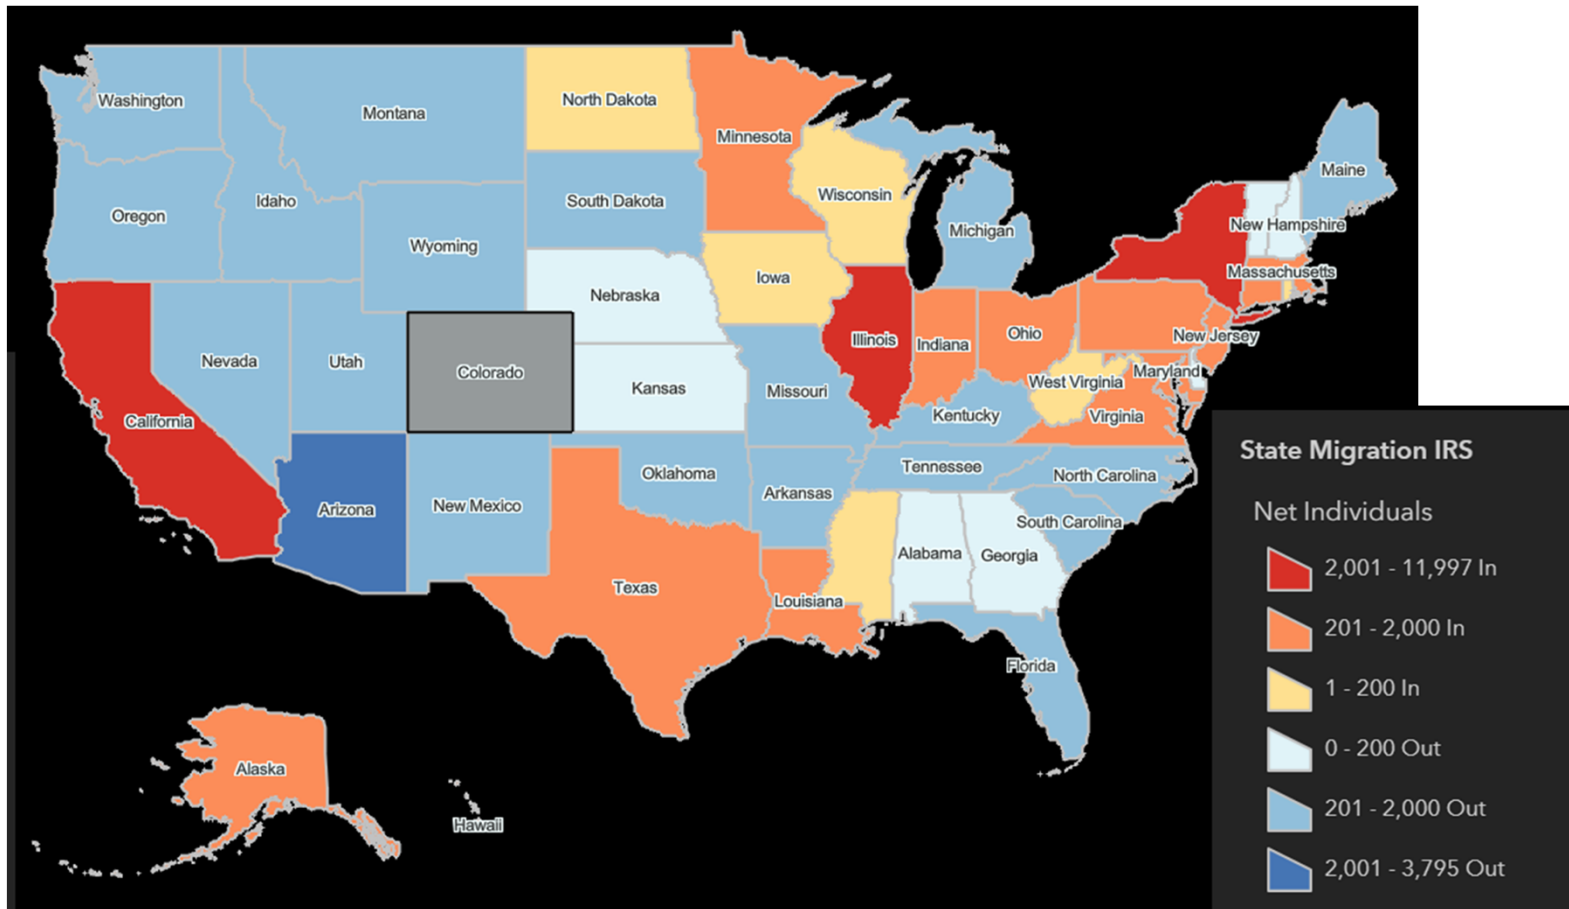 Washington
Montana
North Dakota
Minnesota
Maine
Wisconsin
Idaho
South Dakota
Oregon
New Hampshire
Michigan
Wyoming
Massachusetts
Iowa
Nebraska
New Jersey
Ohio
Illinois
Indiana
Nevada
Utah
Colorado
Maryland
West Virginia
Kansas
Missouri
Kentucky
Virginia
California
Tennessee
Oklahoma
North Carolina
Arkansas
New Mexico
Arizona
South Carolina
Alabama
Georgia
Texas
Louisiana
Florida
Alaska
Hawaii
State Migration IRS
Net Individuals
2,001 - 11,997 In
201 - 2,000 In
1 - 200 In
0 - 200 Out
201 - 2,000 Out
2,001 - 3,795 Out